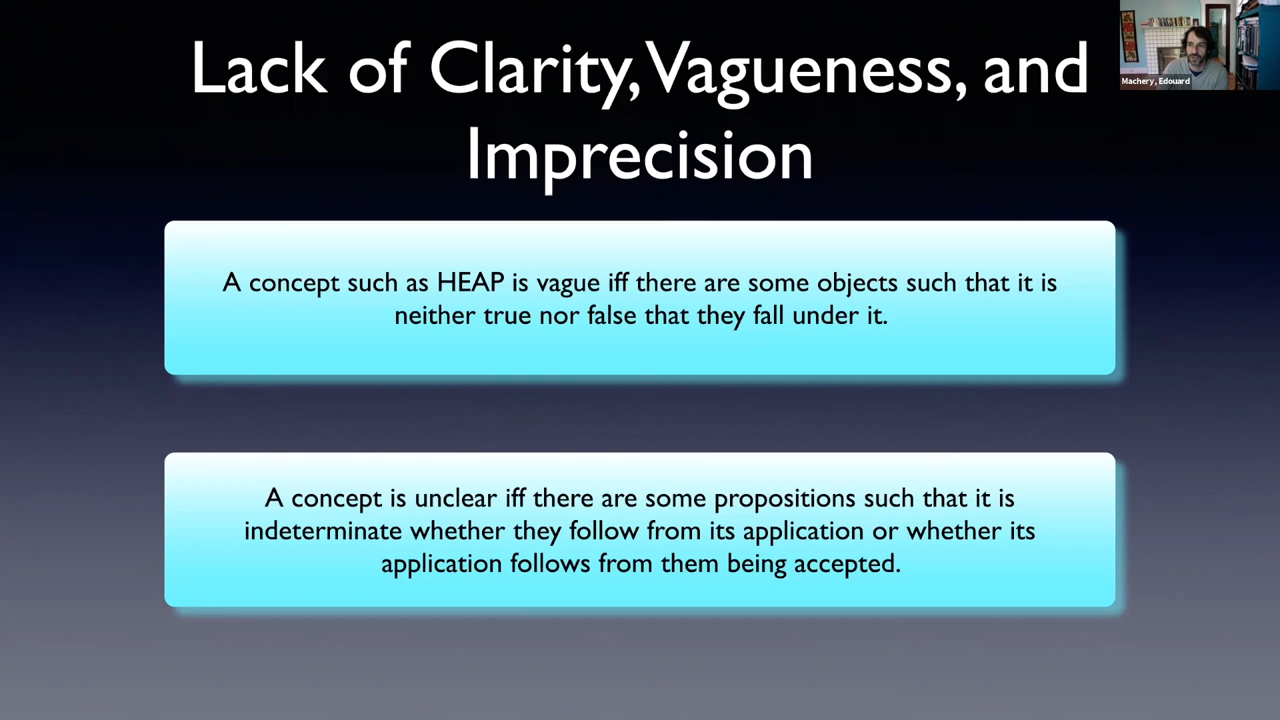 Lack of Clarity, Vagueness, and
Imprecision
Machery, Edouard
A concept such as HEAP is vague iff there are some objects such that it is
neither true nor false that they fall under it.
A concept is unclear iff there are some propositions such that it is
indeterminate whether they follow from its application or whether its
application follows from them being accepted.